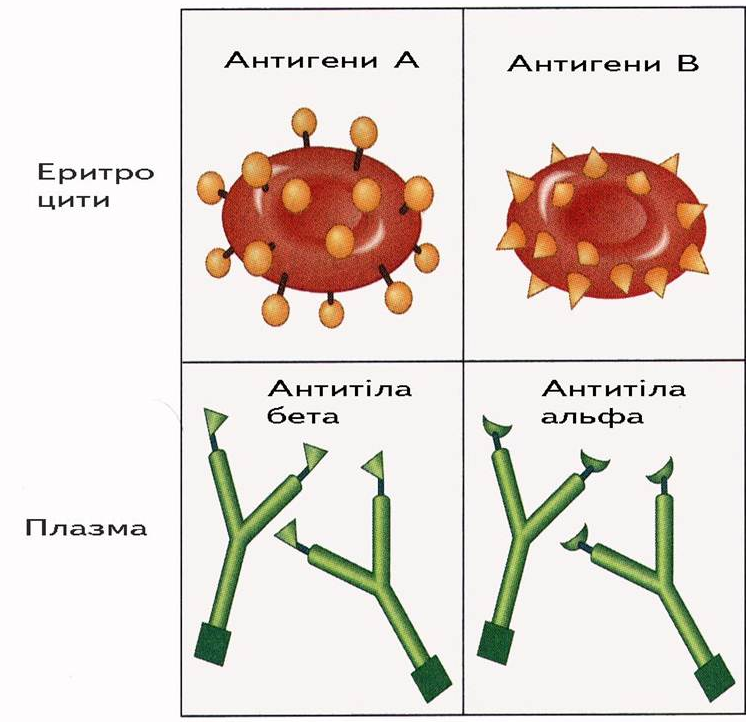 Антигени А
Антигени В
Еритро
цити
Антитіла
бета
Антитіла
альфа
Плазма